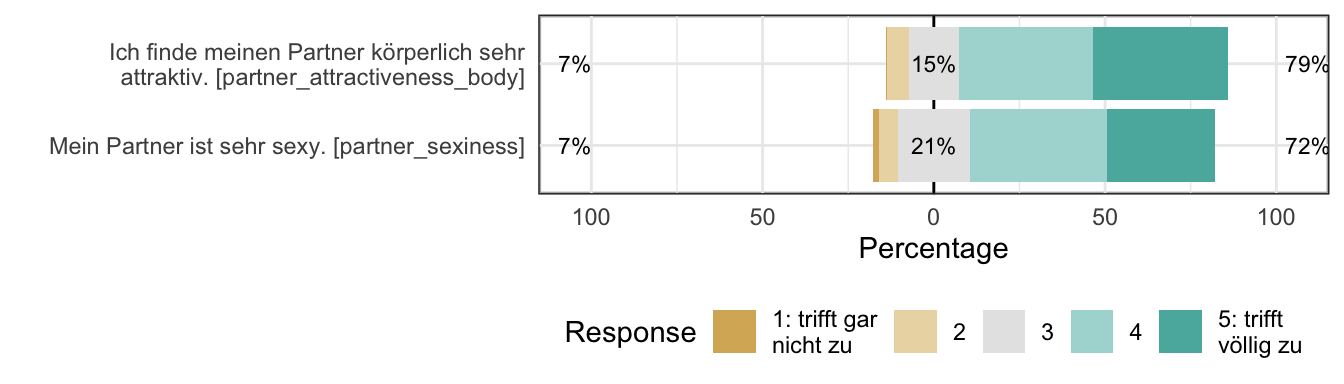 Ich finde meinen Partner körperlich sehr
attraktiv. [partner_attractiveness_body]
7%
15%
79%
Mein Partner ist sehr sexy. [partner_sexiness]
7%
21%
72%
100
50
0
50
100
Percentage
Response
1: trifft gar
nicht zu
2
3
4
5: trifft
völlig zu